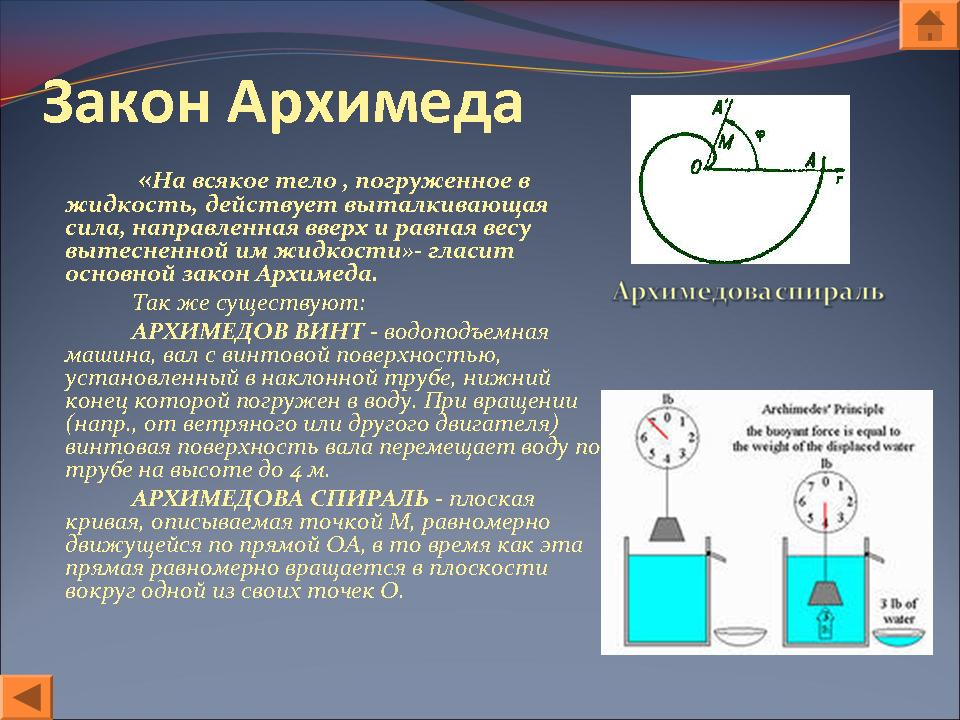 Закон Архимеда
«На всякое тело , погруженное в
жидкость, действует выталкивающая
сила, направленная вверх и равная весу
вытесненной им жидкости»- гласит
основной закон Архимеда.
Так же существуют:
АРХИМЕДОВ ВИНТ - водоподъемная
машина, вал с винтовой поверхностью,
установленный в наклонной трубе, нижний
конец которой погружен в воду. При вращении
(напр., от ветряного или другого двигателя)
винтовая поверхность вала перемещает воду по
трубе на высоте до 4 м.
АРХИМЕДОВА СПИРАЛЬ - плоская
кривая, описываемая точкой М, равномерно
движущейся по прямой ОА, в то время как эта
прямая равномерно вращается в плоскости
вокруг одной из своих точек О.
A'
M
φ
O
A
r
Архимедова спираль
lb
7 0 1
6 2
5 4 3
Archimedes' Principle
the buoyant force is equal to
the weight of the displaced water
lb
7 0 1
6 2
5 4 3
3 lb of
water